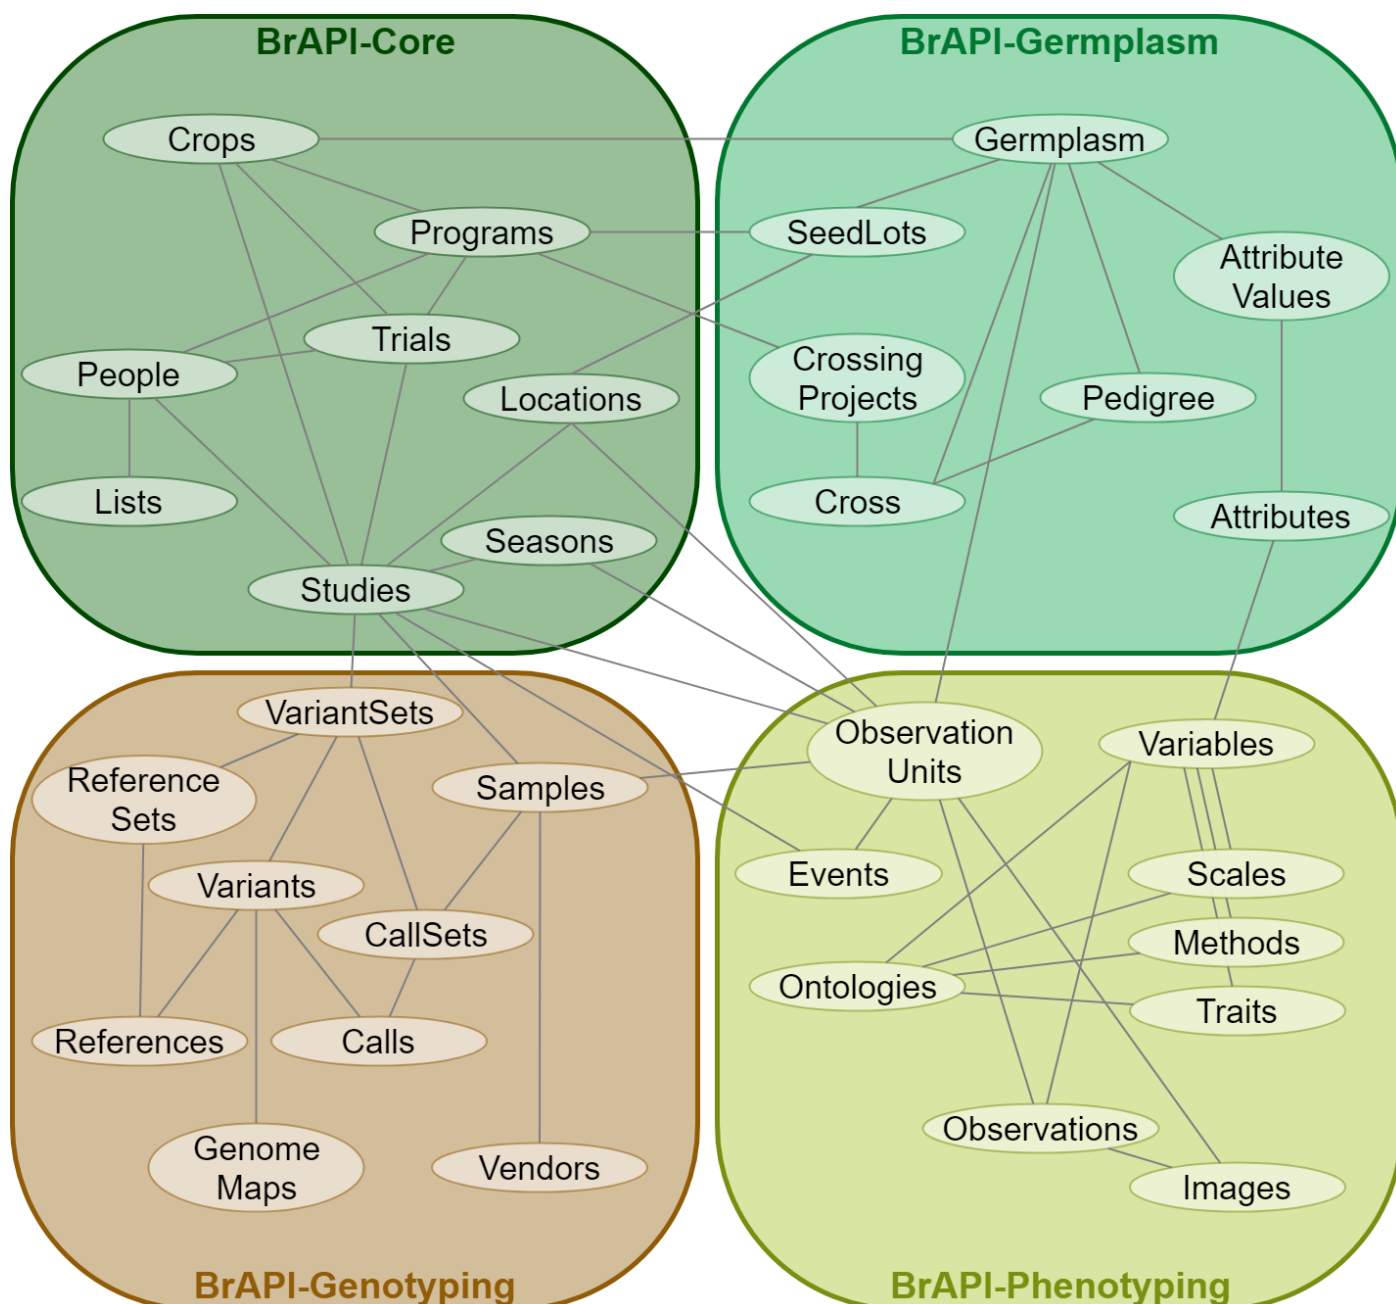 BrAPI-Core
Crops
Programs
Trials
People
Locations
Lists
Seasons
Studies
BrAPI-Germplasm
Germplasm
SeedLots
Attribute
Values
Crossing
Projects
Pedigree
Cross
Attributes
VariantSets
Reference
Sets
Samples
Variants
CallSets
References
Calls
Genome
Maps
Vendors
BrAPI-Genotyping
Observation
Units
Variables
Events
Scales
Methods
Ontologies
Traits
Observations
Images
BrAPI-Phenotyping